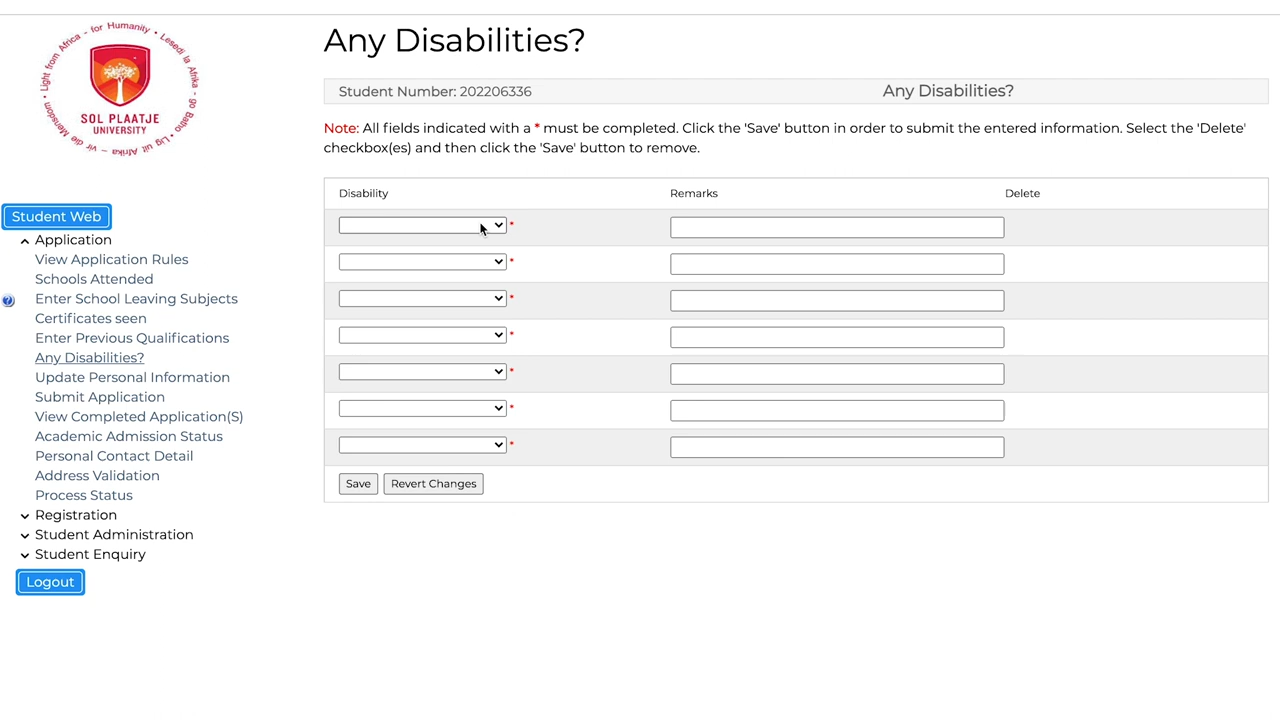 Light from Africa - for Humanity • Lesedi la Afrika - go Batho • Lig uit Afrika - vir die Mensdom •
SOL PLAATJE
UNIVERSITY
Any Disabilities?
Student Number: 202206336
Any Disabilities?
Note: All fields indicated with a * must be completed. Click the 'Save' button in order to submit the entered information. Select the 'Delete'
checkbox(es) and then click the 'Save' button to remove.
Disability
Remarks
Delete
*
*
*
*
*
*
*
Save
Revert Changes
Student Web
Application
View Application Rules
Schools Attended
Enter School Leaving Subjects
Certificates seen
Enter Previous Qualifications
Any Disabilities?
Update Personal Information
Submit Application
View Completed Application(S)
Academic Admission Status
Personal Contact Detail
Address Validation
Process Status
Registration
Student Administration
Student Enquiry
Logout